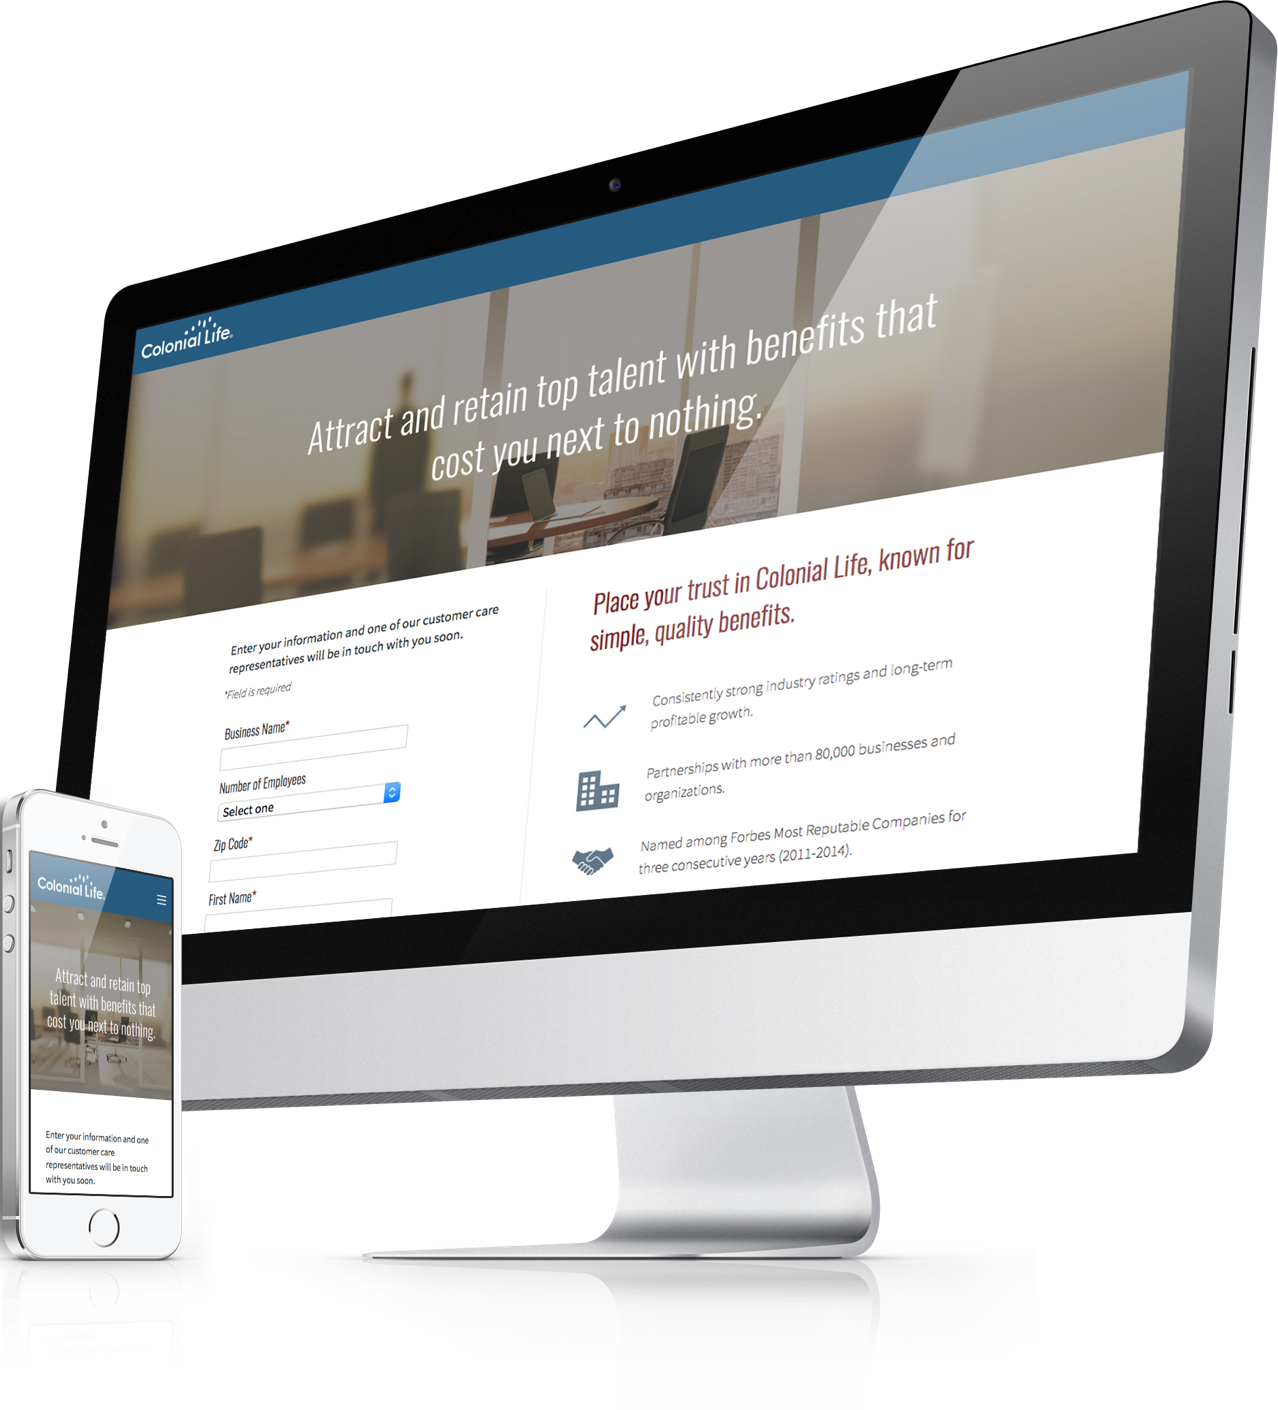 Colonial Life®
Attract and retain top talent with benefits that
cost you next to nothing.
Enter your information and one of our customer care
representatives will be in touch with you soon.
*Field is required
Business Name*
Number of Employees
Select one
Zip Code*
First Name*
Place your trust in Colonial Life, known for
simple, quality benefits.
Consistently strong industry ratings and long-term
profitable growth.
Partnerships with more than 80,000 businesses and
organizations.
Named among Forbes Most Reputable Companies for
three consecutive years (2011-2014).
Colonial Life®
Attract and retain top
talent with benefits that
cost you next to nothing.
Enter your information and one
of our customer care
representatives will be in touch
with you soon.